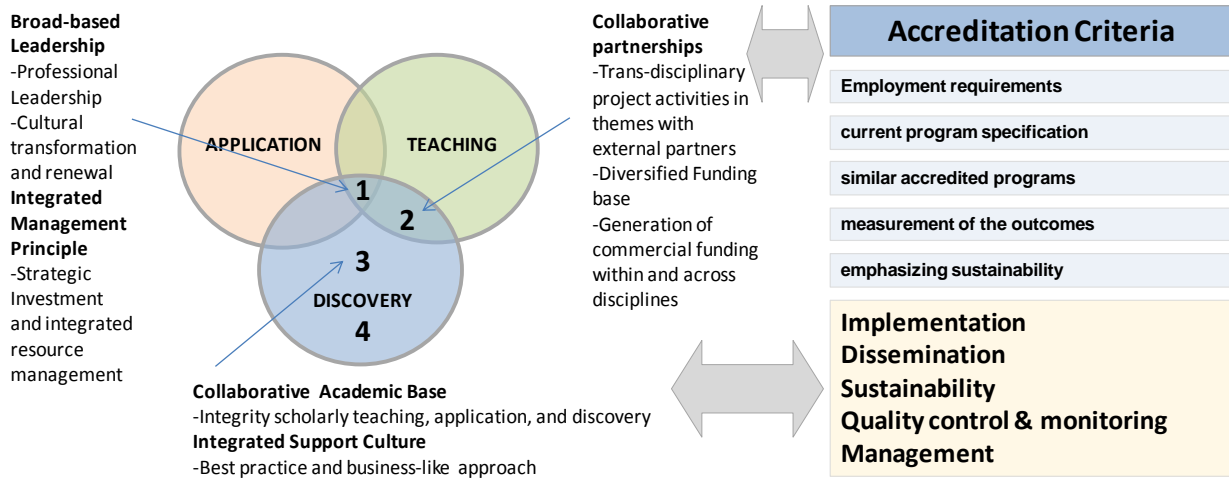 Broad-based
Leadership
-Professional
Leadership
-Cultural
transformation
and renewal
Integrated
Management
Principle
-Strategic
Investment
and integrated
resource
management
APPLICATION
TEACHING
1
2
3
DISCOVERY
4
Collaborative Academic Base
-Integrity scholarly teaching, application, and discovery
Integrated Support Culture
-Best practice and business-like approach
Collaborative
partnerships
-Trans-disciplinary
project activities in
themes with
external partners
-Diversified Funding
base
-Generation of
commercial funding
within and across
disciplines
Accreditation Criteria
Employment requirements
current program specification
similar accredited programs
measurement of the outcomes
emphasizing sustainability
Implementation
Dissemination
Sustainability
Quality control & monitoring
Management